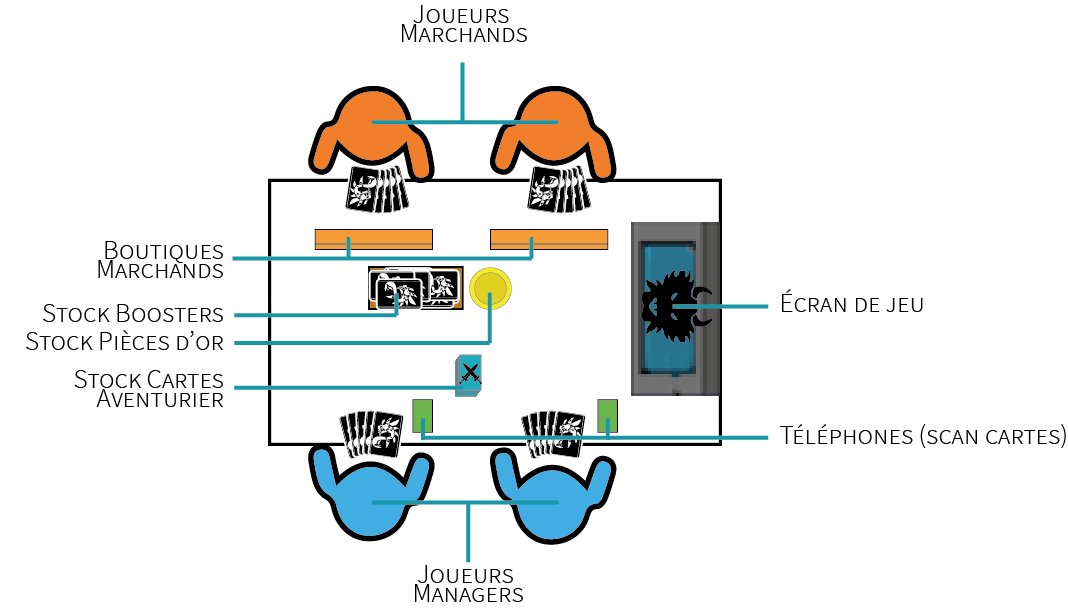 Joueurs
Marchands
Boutiques
Marchands
Stock Boosters
Stock Pièces d'or
Stock Cartes
Aventurier
Écran de jeu
Téléphones (scan cartes)
Joueurs
Managers